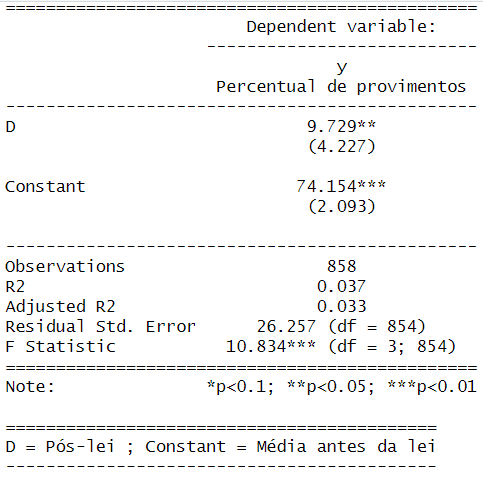 ===============================================
Dependent variable:
---------------------------
y
Percentual de provimentos
-----------------------------------------------
D 9.729**
(4.227)
Constant 74.154***
(2.093)
-----------------------------------------------
Observations 858
R2 0.037
Adjusted R2 0.033
Residual Std. Error 26.257 (df = 854)
F Statistic 10.834*** (df = 3; 854)
===============================================
Note: *p<0.1; **p<0.05; ***p<0.01
===========================================
D = Pós-lei ; Constant = Média antes da lei
-------------------------------------------